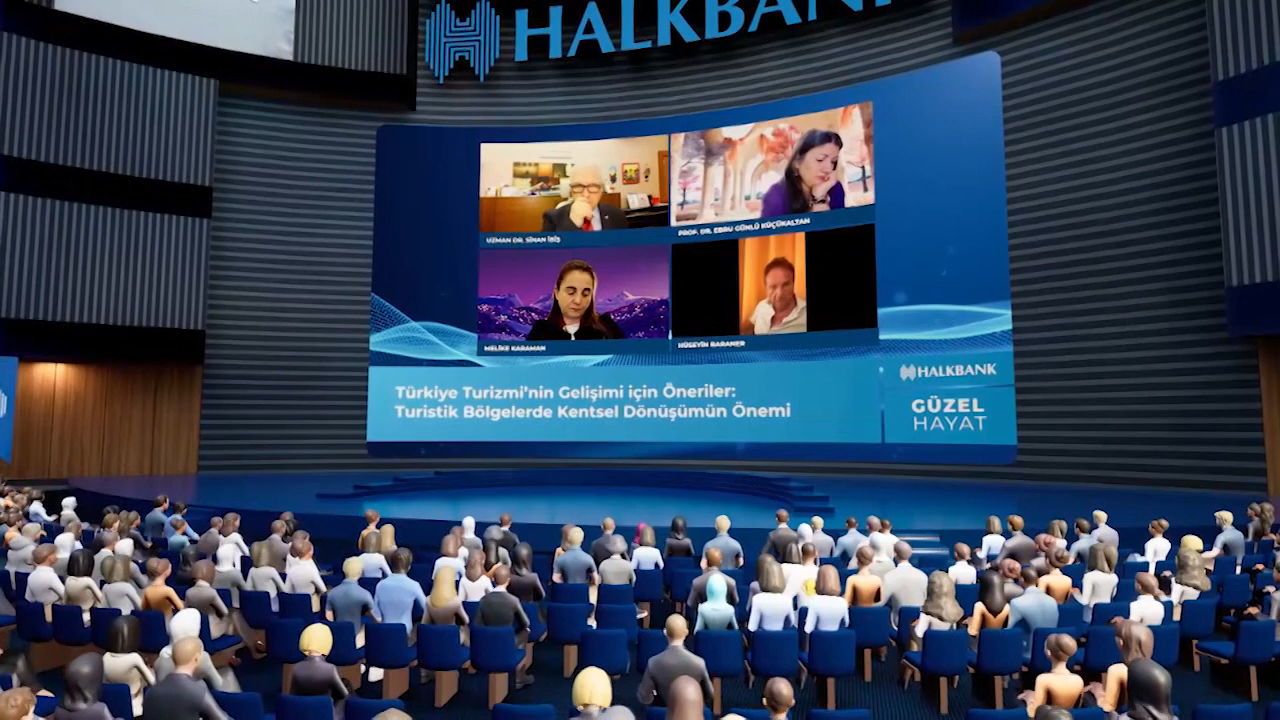 HALKBANK
UZMAN DR. SİNAN İBİŞ
PROF. DR. EBRU GÜNLÜ KÜÇÜKALTAN
MELİKE KARAMAN
HÜSEYİN BARANER
Türkiye Turizmi'nin Gelişimi için Öneriler:
Turistik Bölgelerde Kentsel Dönüşümün Önemi
HALKBANK
GÜZEL
HAYAT